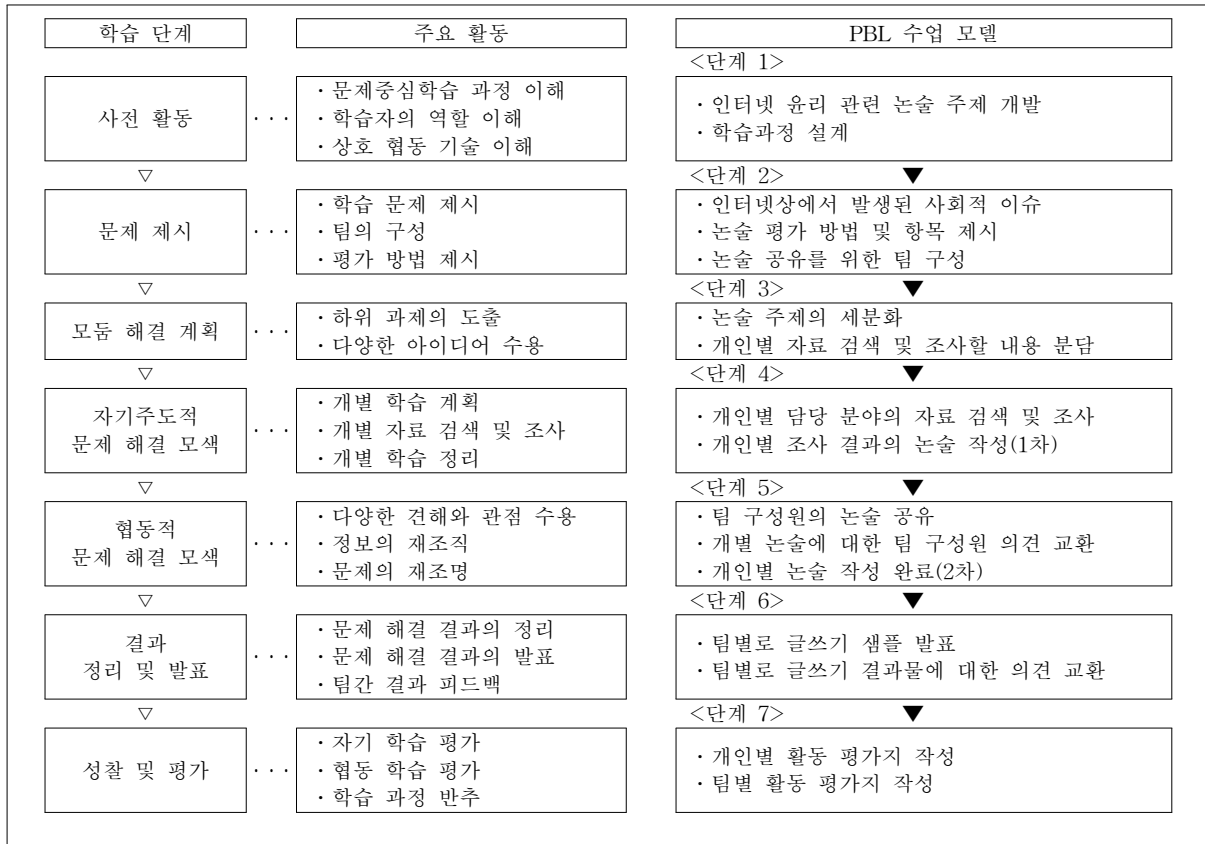 학습 단계
주요 활동
PBL 수업 모델
사전 활동
· · ·
· 문제중심학습 과정 이해
· 학습자의 역할 이해
· 상호 협동 기술 이해
<단계 1>
· 인터넷 윤리 관련 논술 주제 개발
· 학습과정 설계
▽
문제 제시
· · ·
· 학습 문제 제시
· 팀의 구성
· 평가 방법 제시
<단계 2> ▼
· 인터넷상에서 발생된 사회적 이슈
· 논술 평가 방법 및 항목 제시
· 논술 공유를 위한 팀 구성
▽
모둠 해결 계획
· · ·
· 하위 과제의 도출
· 다양한 아이디어 수용
<단계 3> ▼
· 논술 주제의 세분화
· 개인별 자료 검색 및 조사할 내용 분담
▽
자기주도적
문제 해결 모색
· · ·
· 개별 학습 계획
· 개별 자료 검색 및 조사
· 개별 학습 정리
<단계 4> ▼
· 개인별 담당 분야의 자료 검색 및 조사
· 개인별 조사 결과의 논술 작성(1차)
▽
협동적
문제 해결 모색
· · ·
· 다양한 견해와 관점 수용
· 정보의 재조직
· 문제의 재조명
<단계 5> ▼
· 팀 구성원의 논술 공유
· 개별 논술에 대한 팀 구성원 의견 교환
· 개인별 논술 작성 완료(2차)
▽
결과
정리 및 발표
· · ·
· 문제 해결 결과의 정리
· 문제 해결 결과의 발표
· 팀간 결과 피드백
<단계 6> ▼
· 팀별로 글쓰기 샘플 발표
· 팀별로 글쓰기 결과물에 대한 의견 교환
▽
성찰 및 평가
· · ·
· 자기 학습 평가
· 협동 학습 평가
· 학습 과정 반추
<단계 7> ▼
· 개인별 활동 평가지 작성
· 팀별 활동 평가지 작성